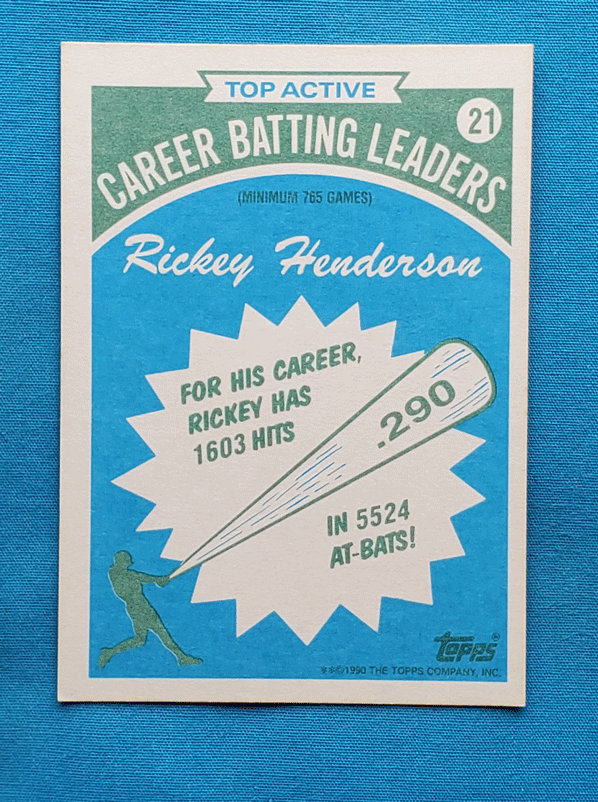 TOP ACTIVE
21
CAREER BATTING LEADERS
(MINIMUM 765 GAMES)
Rickey Henderson
FOR HIS CAREER,
RICKEY HAS
1603 HITS
.290
IN 5524
AT-BATS!
TOPPS®
©1990 THE TOPPS COMPANY, INC.